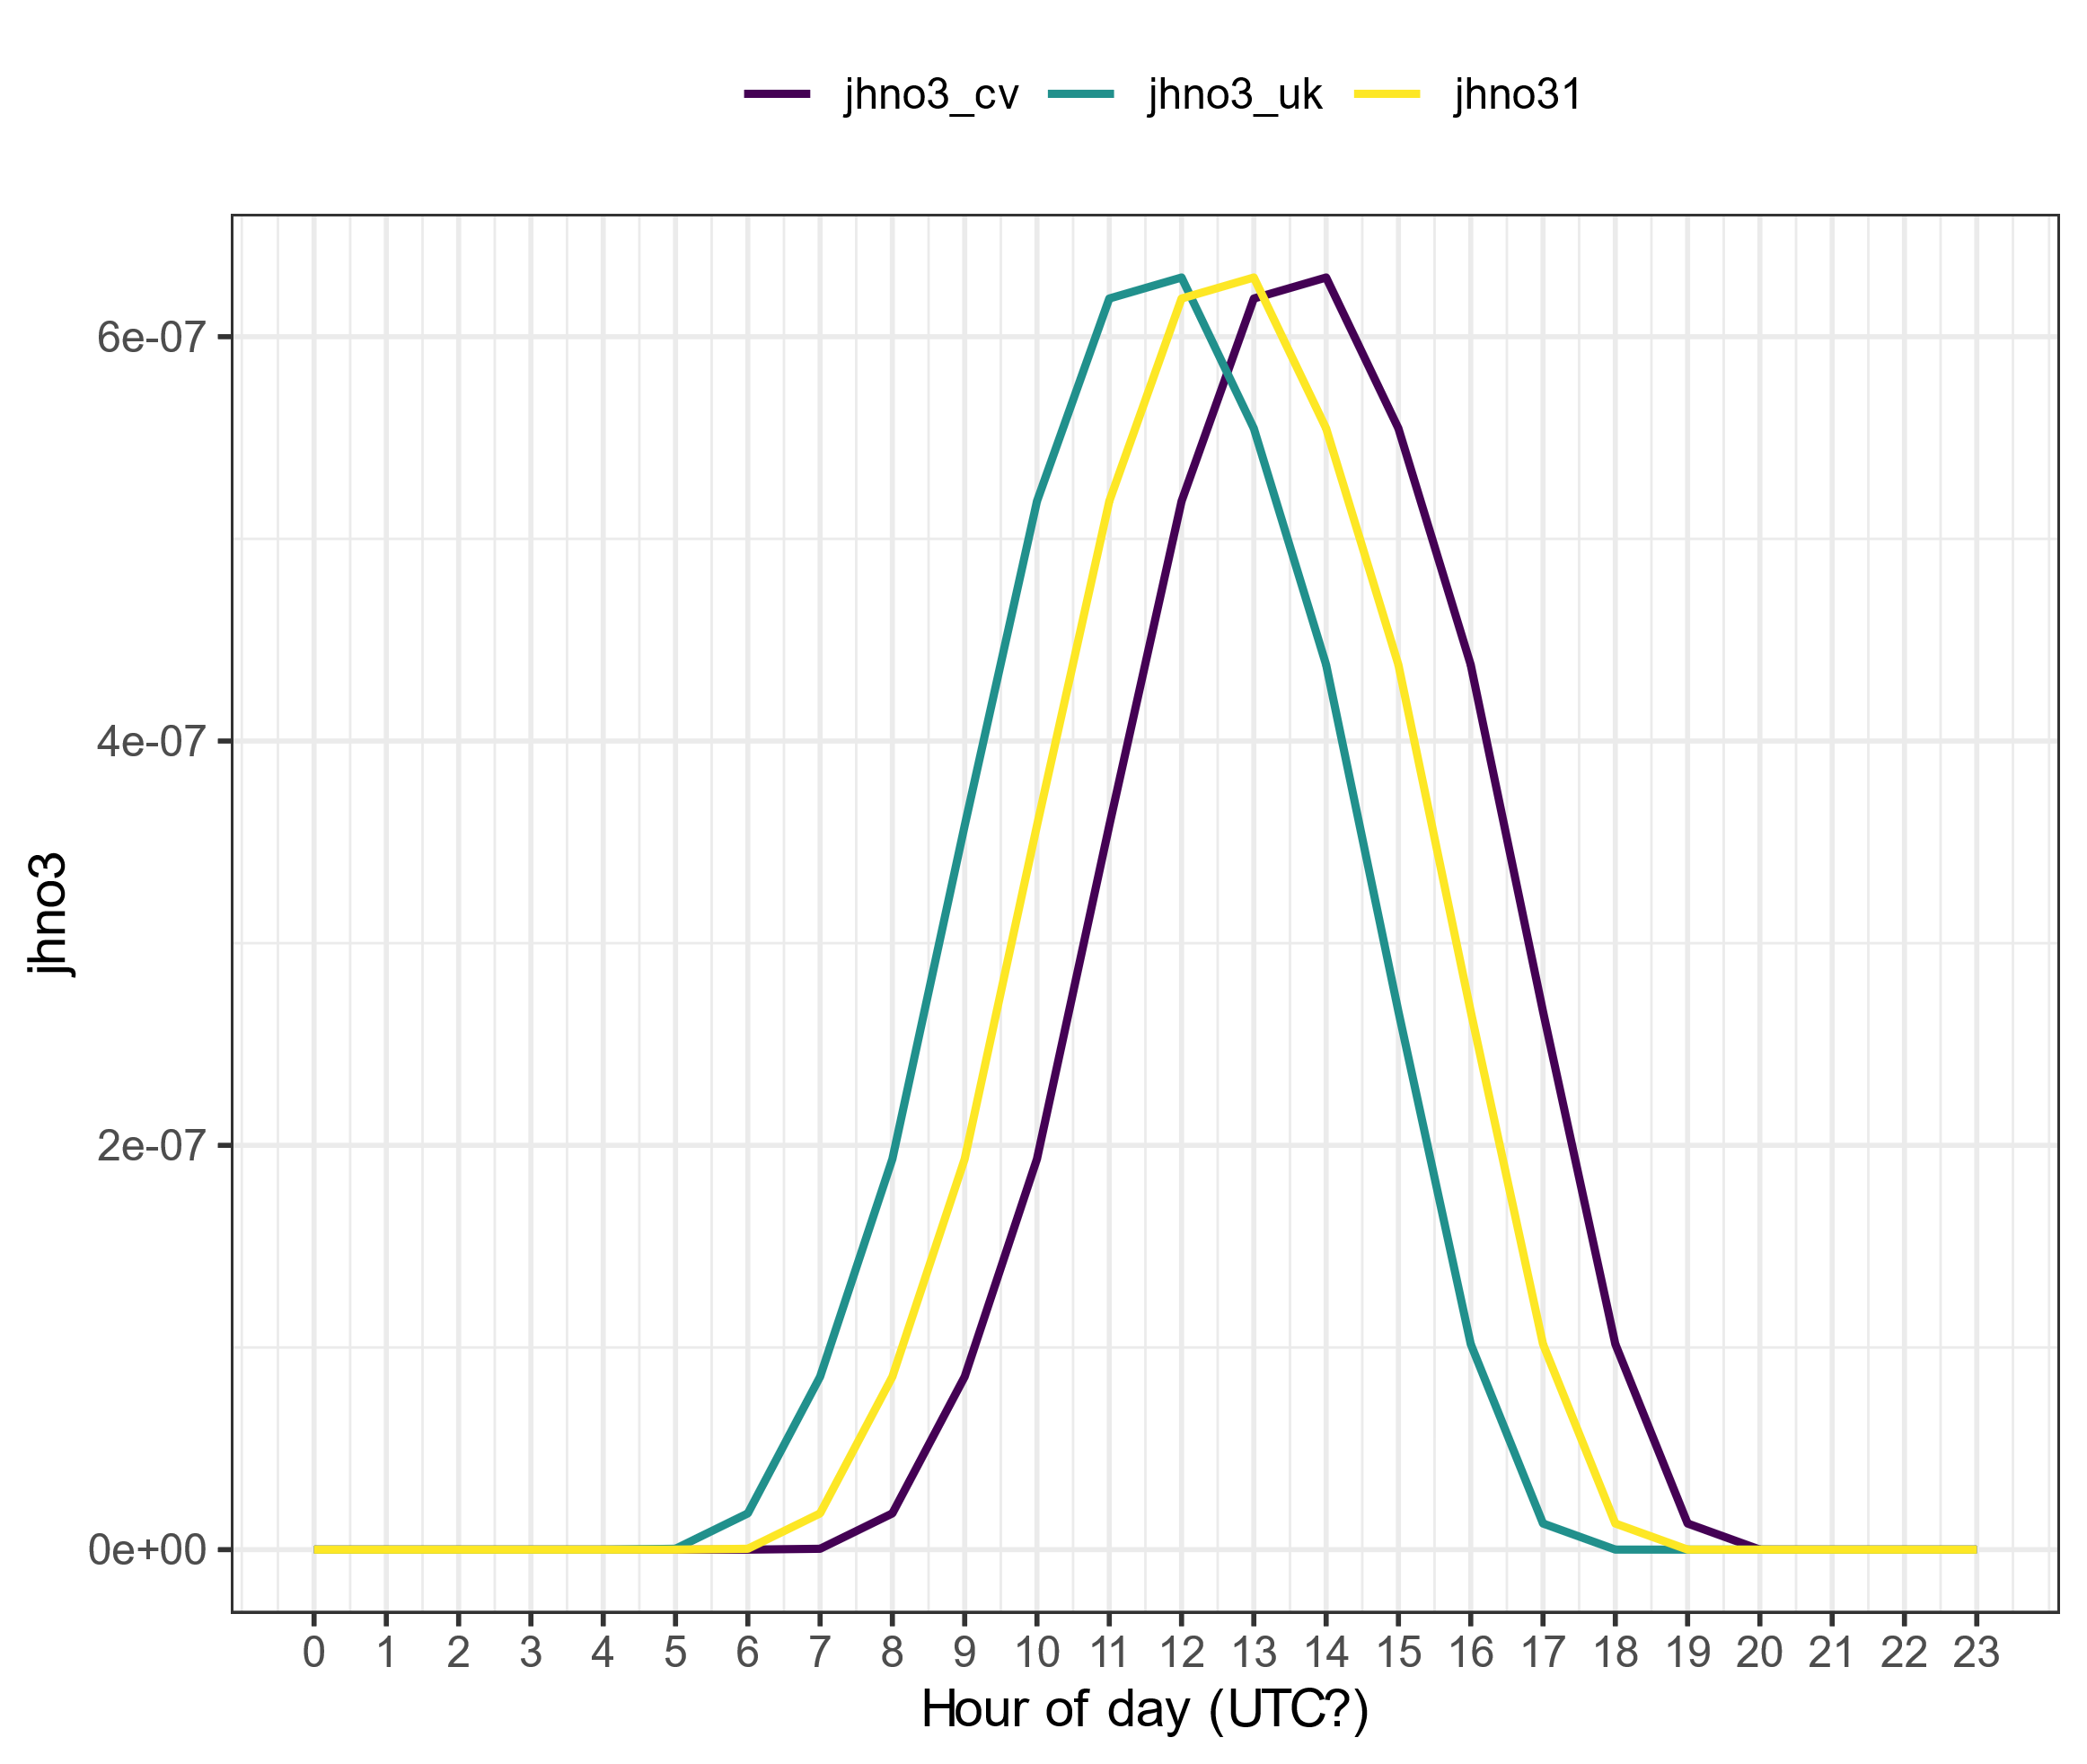 jhno3_cv jhno3_uk jhno31
jhno3
6e-07
4e-07
2e-07
0e+00
0 1 2 3 4 5 6 7 8 9 10 11 12 13 14 15 16 17 18 19 20 21 22 23
Hour of day (UTC?)